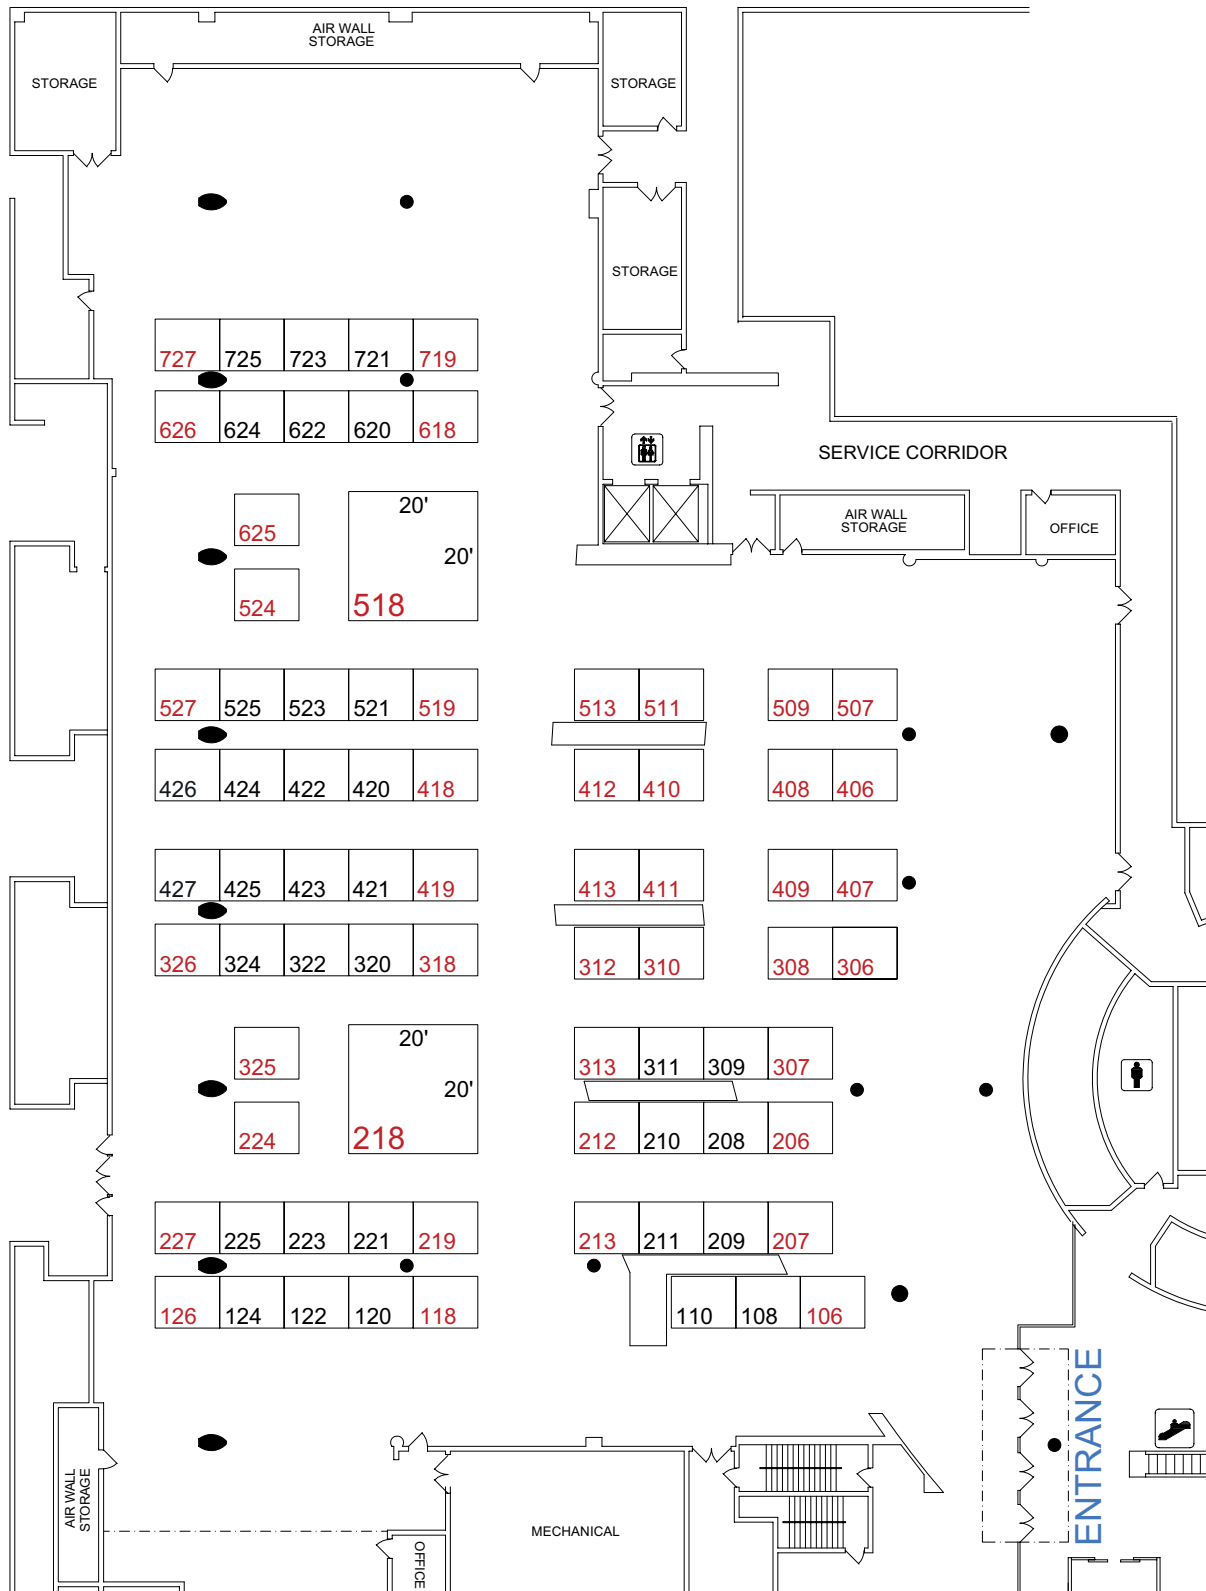 AIR WALL
STORAGE
STORAGE
STORAGE
STORAGE
727 725 723 721 719
626 624 622 620 618
SERVICE CORRIDOR
20'
625
20'
524
518
AIR WALL
STORAGE
OFFICE
527 525 523 521 519 513 511 509 507
426 424 422 420 418 412 410 408 406
427 425 423 421 419 413 411 409 407
326 324 322 320 318 312 310 308 306
20'
325
20'
313 311 309 307
224
218
212 210 208 206
227 225 223 221 219 213 211 209 207
126 124 122 120 118 110 108 106
ENTRANCE
AIR WALL
STORAGE
MECHANICAL
OFFICE